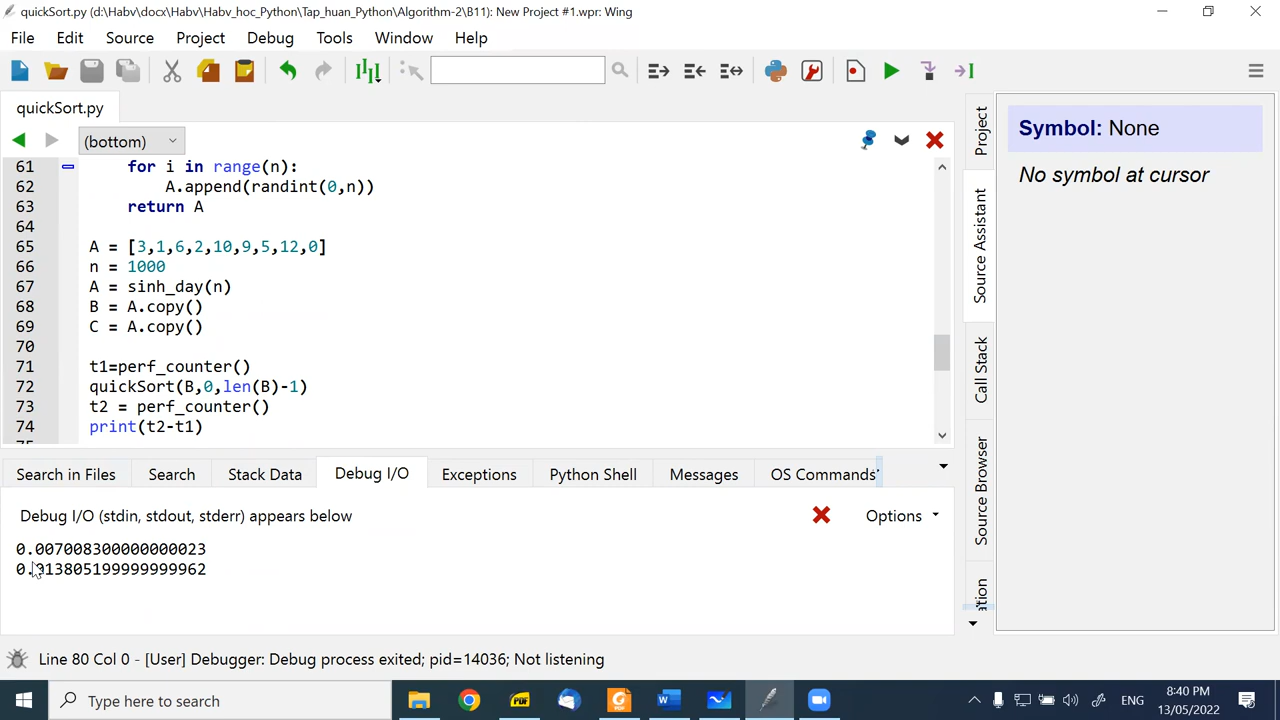 quickSort.py (d:\Habv\docx\Habv\Habv_hoc_Python\Tap_huan_Python\Algorithm-2\B11): New Project #1.wpr: Wing
File Edit Source Project Debug Tools Window Help
quickSort.py
(bottom)
61 for i in range(n):
62 A.append(randint(0,n))
63 return A
64
65 A = [3,1,6,2,10,9,5,12,0]
66 n = 1000
67 A = sinh_day(n)
68 B = A.copy()
69 C = A.copy()
70
71 t1=perf_counter()
72 quickSort(B,0,len(B)-1)
73 t2 = perf_counter()
74 print(t2-t1)
Search in Files Search Stack Data Debug I/O Exceptions Python Shell Messages OS Commands
Debug I/O (stdin, stdout, stderr) appears below
Options
0.007008300000000023
0.013805199999999962
Project
Source Assistant
Call Stack
Source Browser
Symbol: None
No symbol at cursor
Line 80 Col 0 - [User] Debugger: Debug process exited; pid=14036; Not listening
Type here to search
PDF
ENG
8:40 PM
13/05/2022